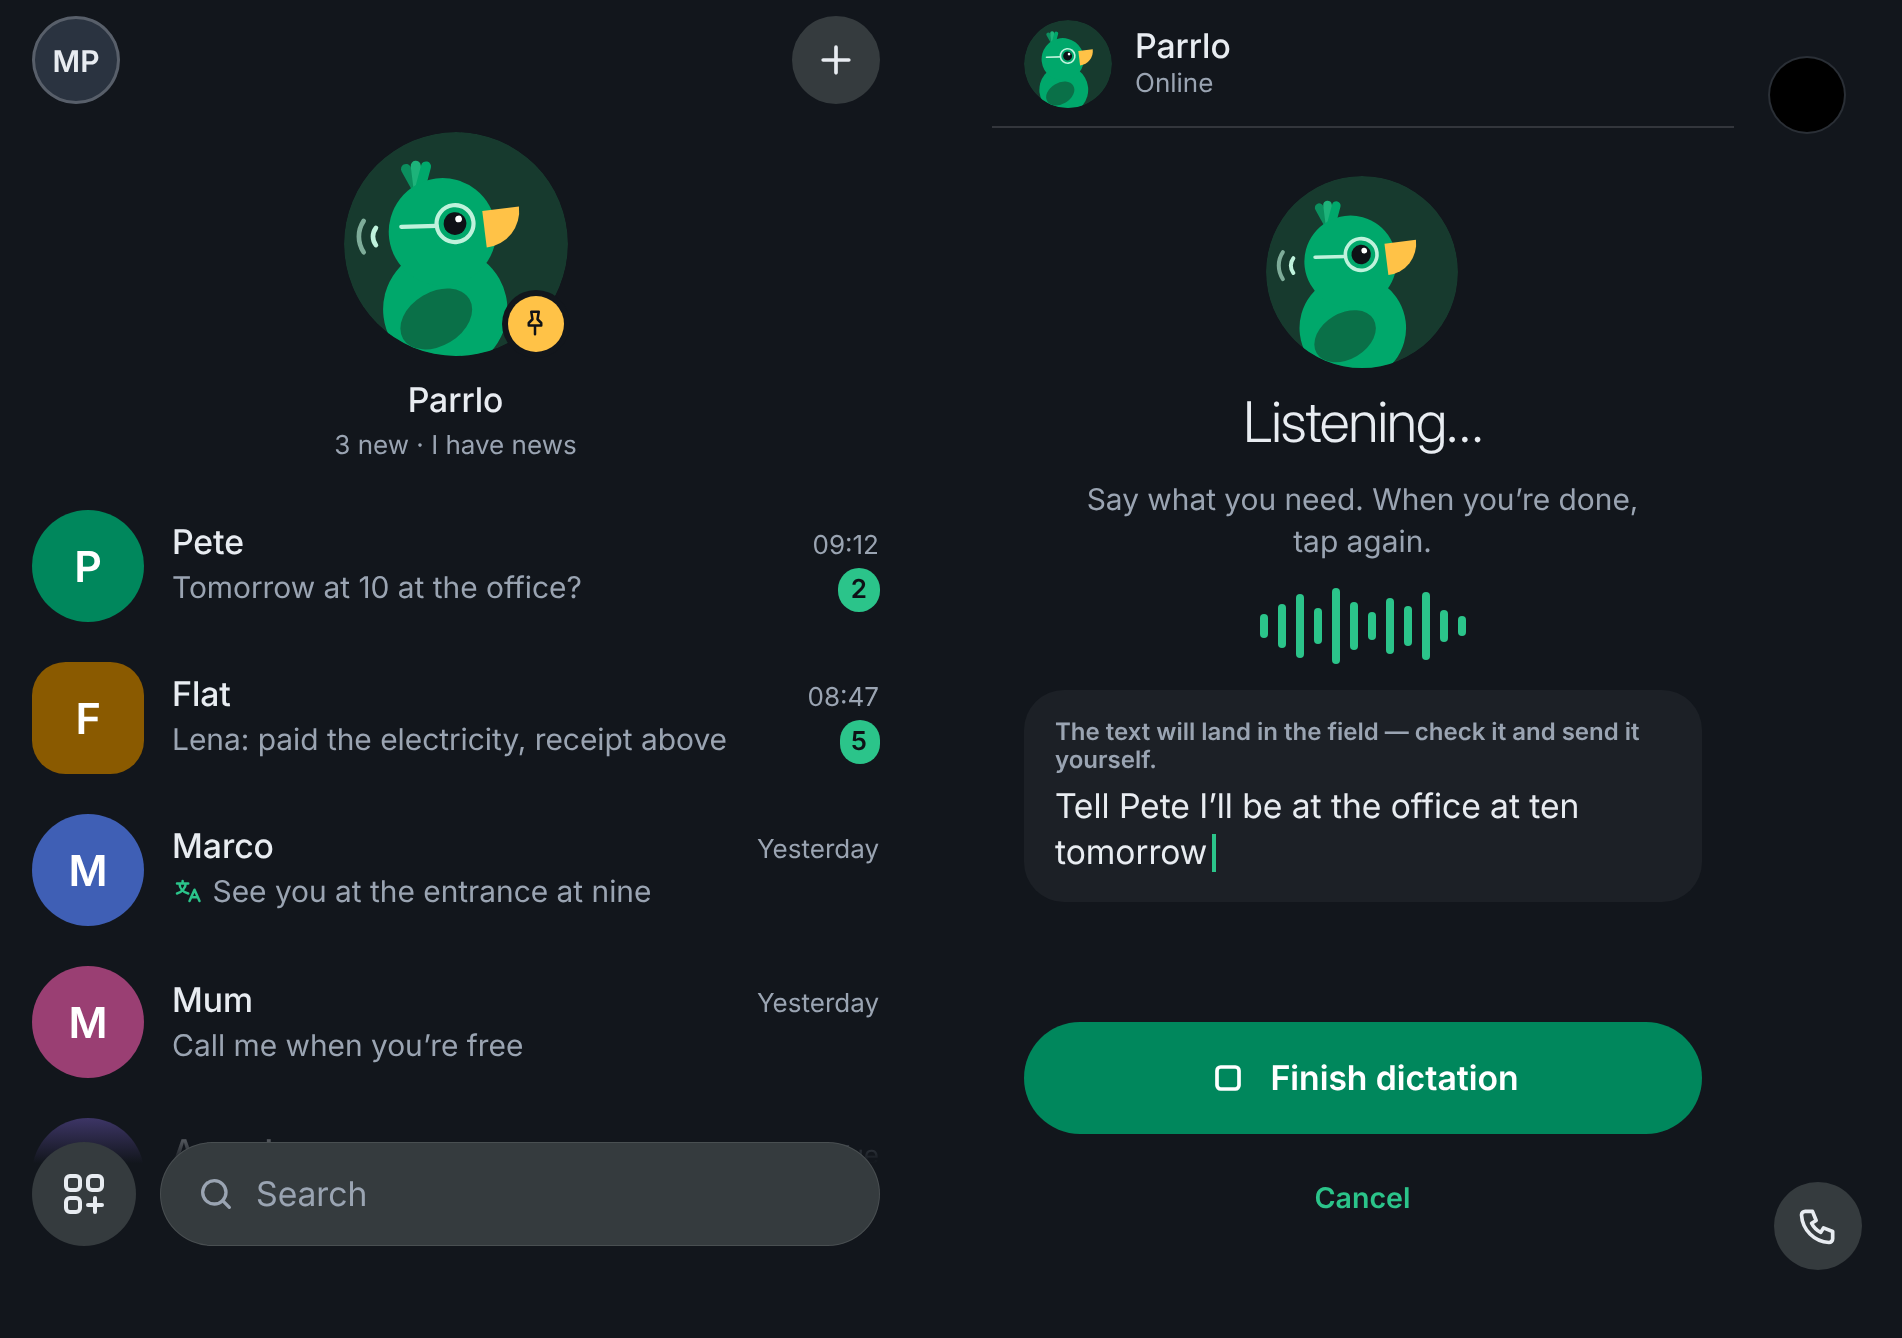 MP
Parrlo
3 new · I have news
P
Pete
09:12
Tomorrow at 10 at the office?
2
F
Flat
08:47
Lena: paid the electricity, receipt above
5
M
Marco
Yesterday
See you at the entrance at nine
M
Mum
Yesterday
Call me when you’re free
Search
Parrlo
Online
Listening...
Say what you need. When you’re done,
tap again.
The text will land in the field — check it and send it
yourself.
Tell Pete I’ll be at the office at ten
tomorrow
Finish dictation
Cancel